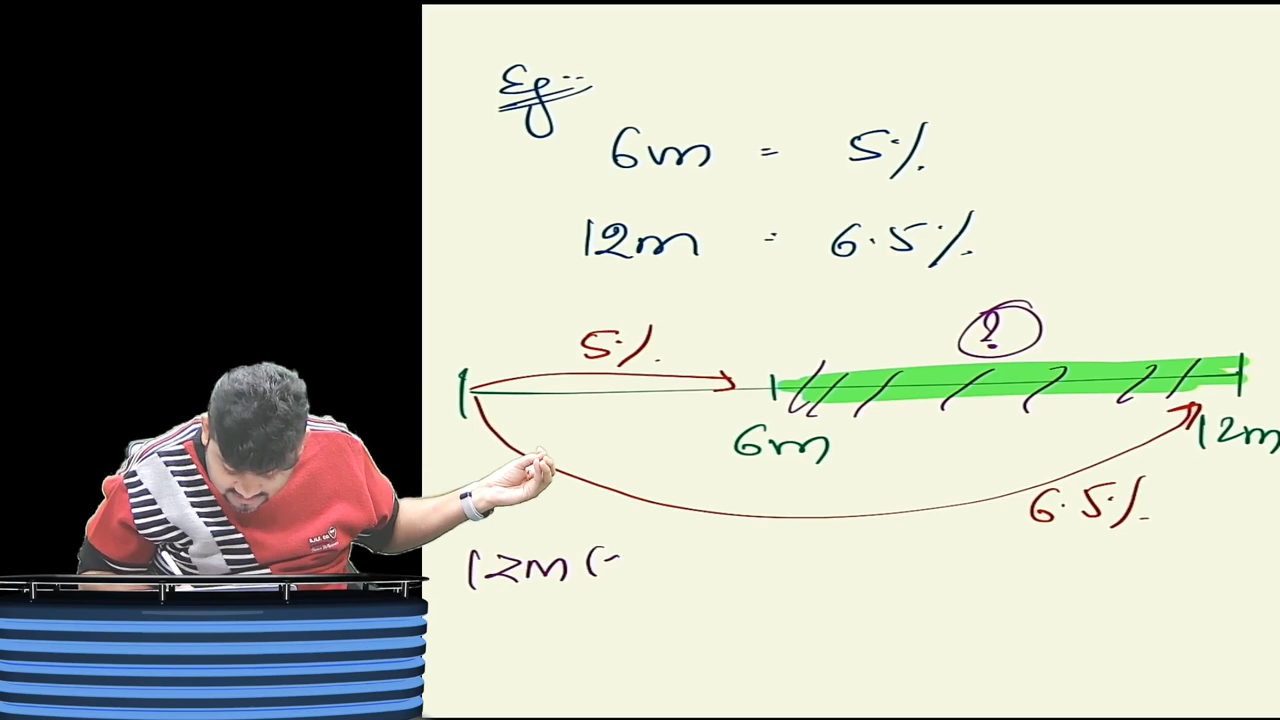 Eg:-
6m = 5%
12m = 6.5%
?
5%
6m
12m
6.5%
12m (-